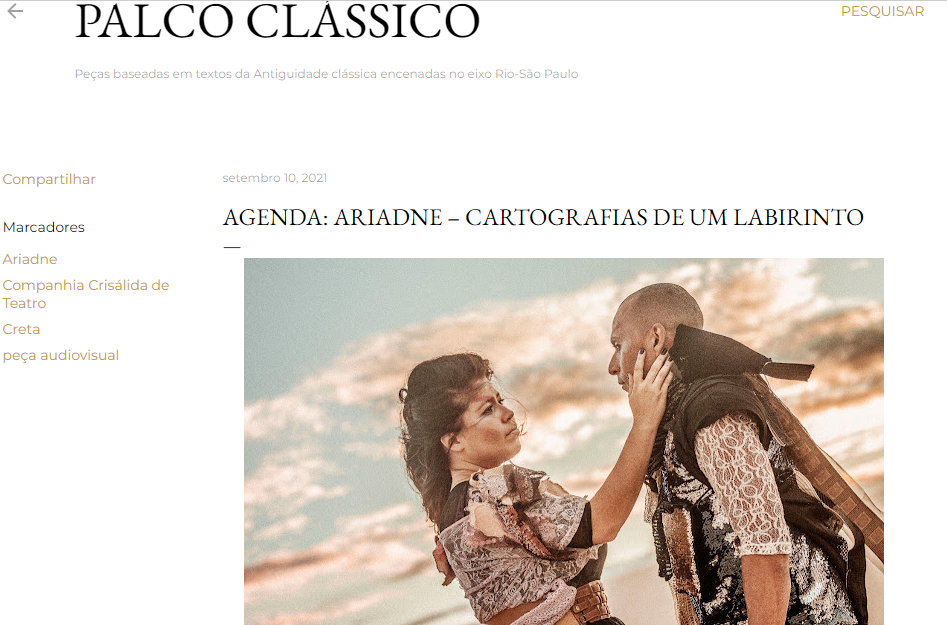 PALCO CLÁSSICO
PESQUISAR
Peças baseadas em textos da Antiguidade clássica encenadas no eixo Rio-São Paulo
Compartilhar
Marcadores
Ariadne
Companhia Crisálida de
Teatro
Creta
peça audiovisual
setembro 10, 2021
AGENDA: ARIADNE – CARTOGRAFIAS DE UM LABIRINTO